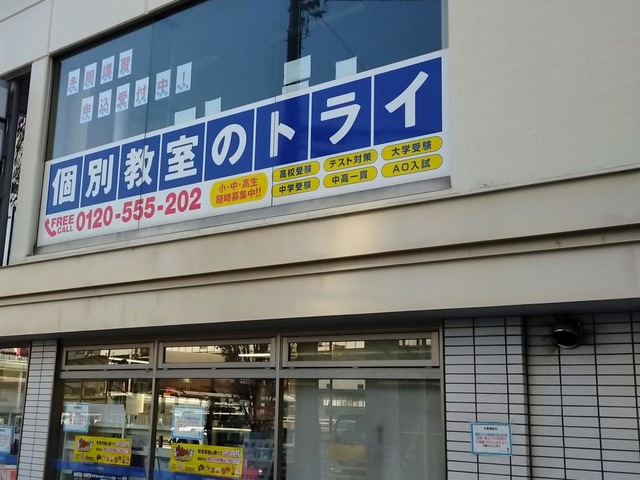 冬期講習
申込受付中!
個別教室のトライ
FREE CALL 0120-555-202
小・中・高生
随時募集中!!
高校受験
テスト対策
大学受験
中学受験
中高一貫
AO入試